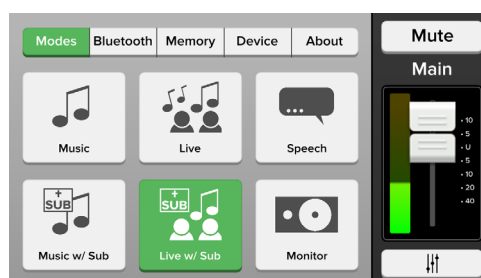 Modes Bluetooth Memory Device About
Mute
Main
Music
Live
Speech
10
5
U
5
10
20
40
+
SUB
Music w/ Sub
+
SUB
Live w/ Sub
Monitor